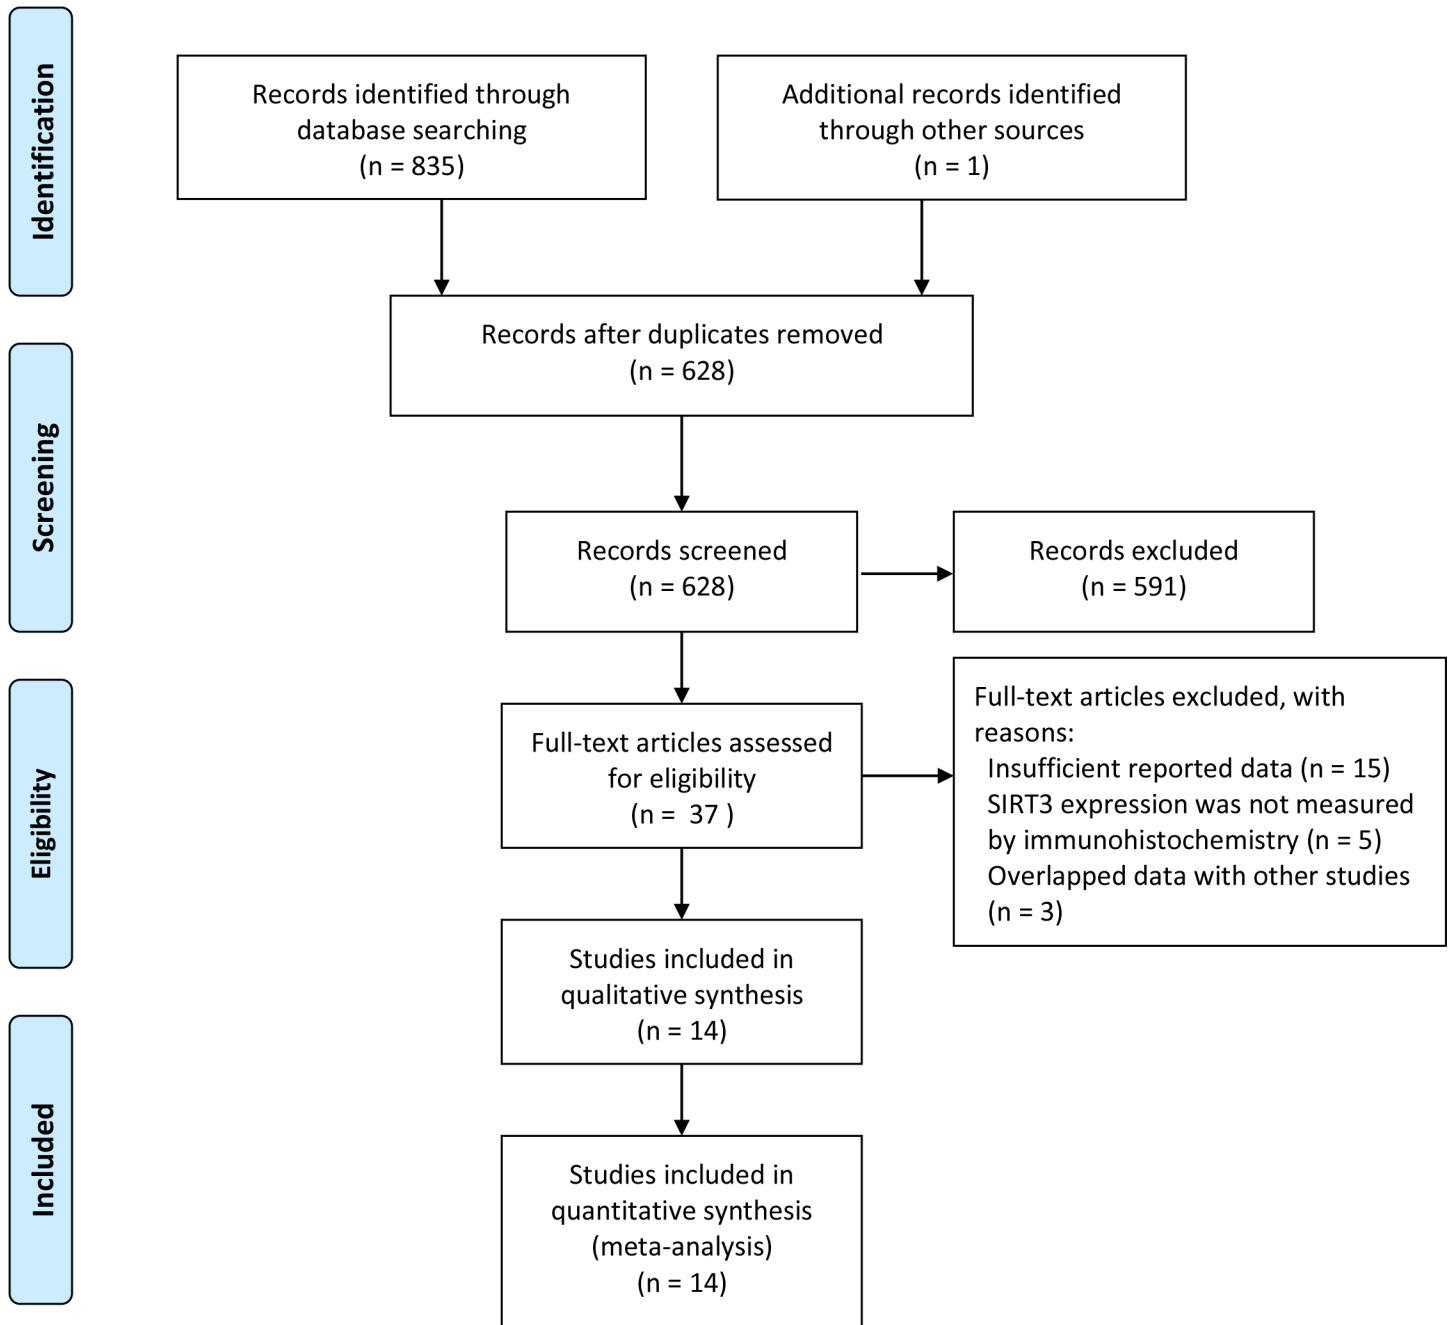 Identification
Records identified through
database searching
(n = 835)
Additional records identified
through other sources
(n = 1)
Records after duplicates removed
(n = 628)
Screening
Records screened
(n = 628)
Records excluded
(n = 591)
Eligibility
Full-text articles assessed
for eligibility
(n =  37 )
Full-text articles excluded, with
reasons:
Insufficient reported data (n = 15)
SIRT3 expression was not measured
by immunohistochemistry (n = 5)
Overlapped data with other studies
(n = 3)
Studies included in
qualitative synthesis
(n = 14)
Included
Studies included in
quantitative synthesis
(meta-analysis)
(n = 14)